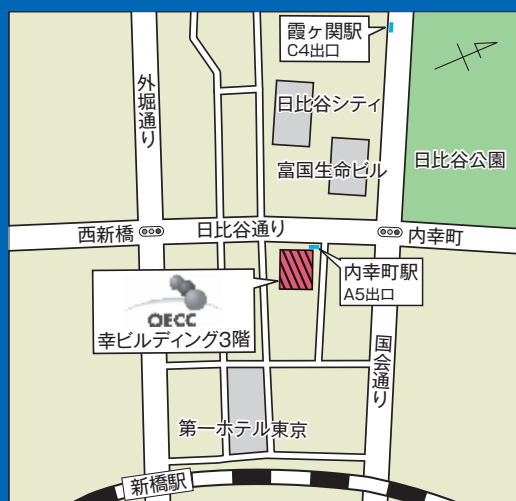 霞ヶ関駅
C4出口
外堀通り
日比谷シティ
富国生命ビル
日比谷公園
西新橋
日比谷通り
内幸町
内幸町駅
A5出口
OECC
幸ビルディング3階
国会通り
第一ホテル東京
新橋駅